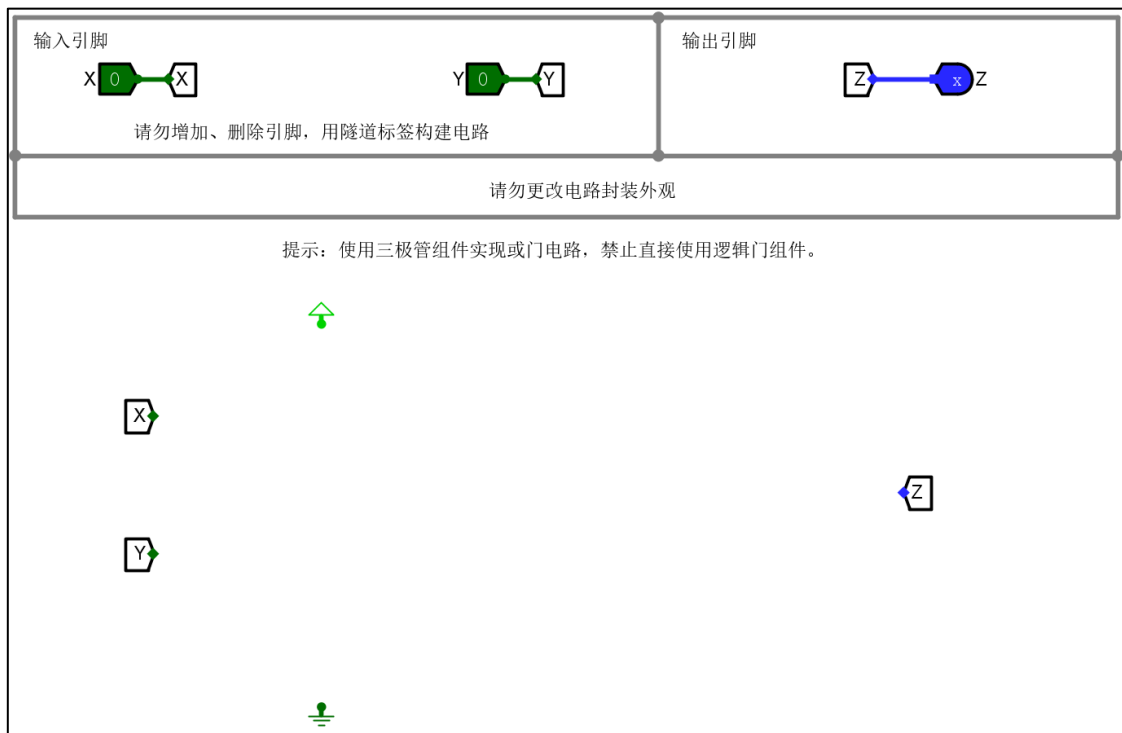 输入引脚
输出引脚
X 0 X
Y 0 Y
Z x Z
请勿增加、删除引脚，用隧道标签构建电路
请勿更改电路封装外观
提示：使用三极管组件实现或门电路，禁止直接使用逻辑门组件。
X
Z
Y